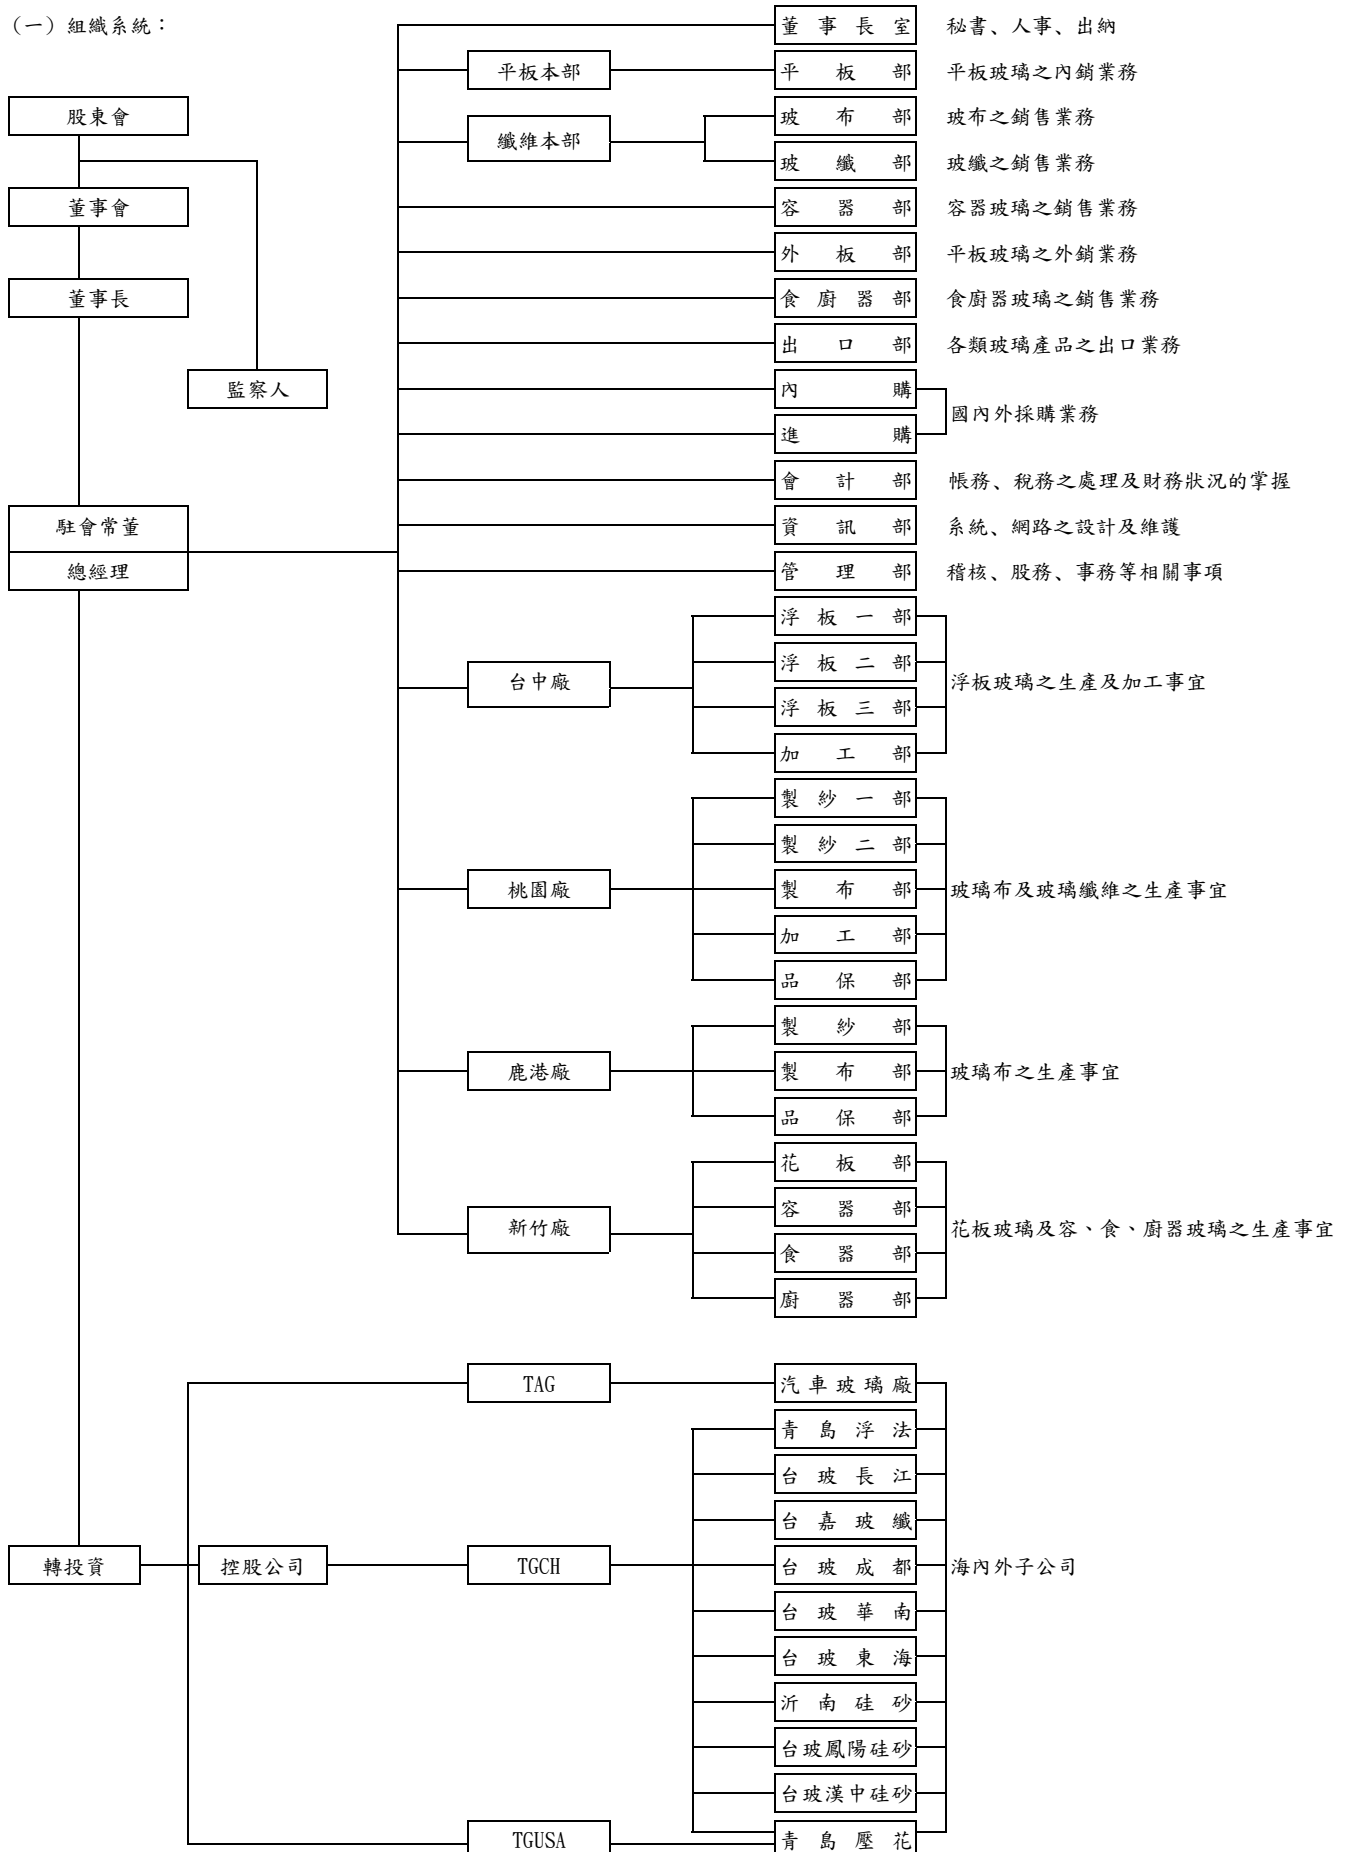 (一) 組織系統：
董事長室 秘書、人事、出納
平板本部 平板部 平板玻璃之內銷業務
股東會
纖維本部
玻布部 玻布之銷售業務
玻纖部 玻纖之銷售業務
董事會
容器部 容器玻璃之銷售業務
外板部 平板玻璃之外銷業務
董事長
食廚器部 食廚器玻璃之銷售業務
出口部 各類玻璃產品之出口業務
監察人
內購
進購
國內外採購業務
會計部 帳務、稅務之處理及財務狀況的掌握
駐會常董
總經理
資訊部 系統、網路之設計及維護
管理部 稽核、股務、事務等相關事項
台中廠
浮板一部
浮板二部
浮板三部
加工部
浮板玻璃之生產及加工事宜
桃園廠
製紗一部
製紗二部
製布部
加工部
品保部
玻璃布及玻璃纖維之生產事宜
鹿港廠
製紗部
製布部
品保部
玻璃布之生產事宜
新竹廠
花板部
容器部
食器部
廚器部
花板玻璃及容、食、廚器玻璃之生產事宜
轉投資
控股公司
TAG
汽車玻璃廠
TGCH
青島浮法
台玻長江
台嘉玻纖
台玻成都
台玻華南
台玻東海
沂南硅砂
台玻鳳陽硅砂
台玻漢中硅砂
TGUSA
青島壓花
海內外子公司